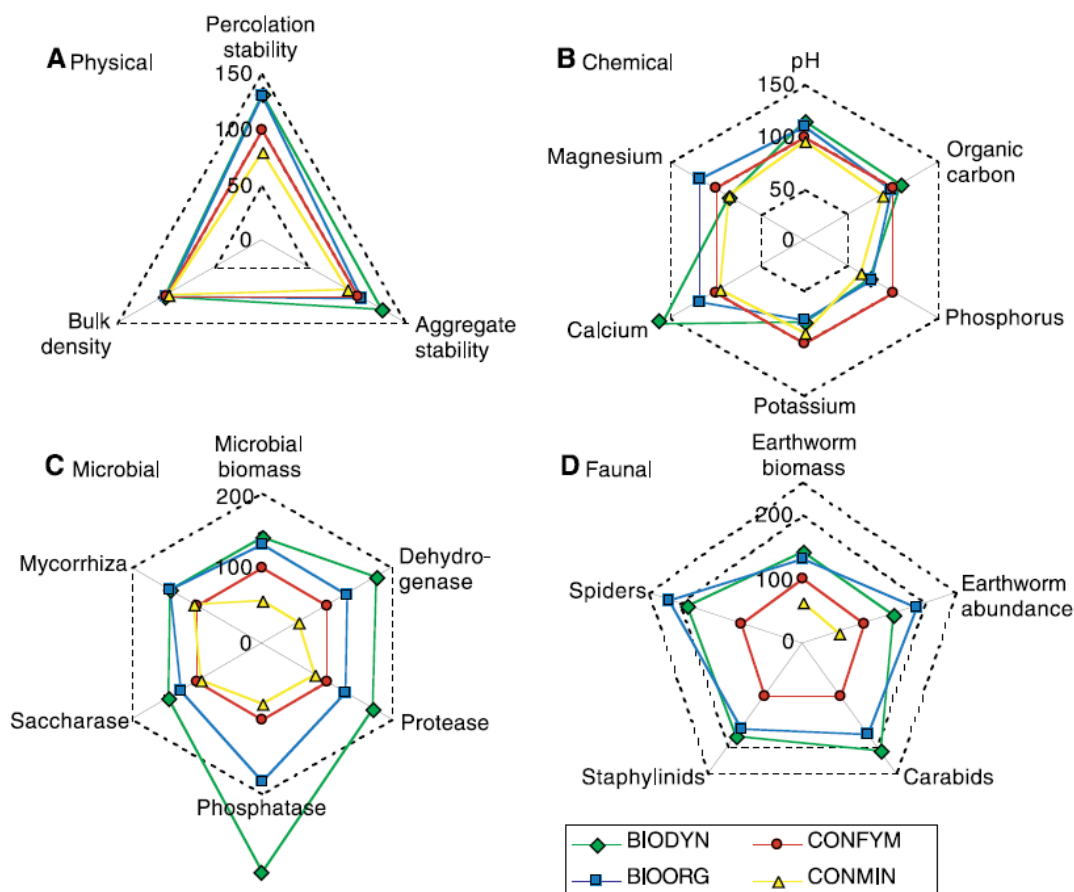 A Physical
Percolation
stability
150
100
50
0
Bulk
density
Aggregate
stability
B Chemical
pH
150
100
50
0
Magnesium
Organic
carbon
Calcium
Phosphorus
Potassium
C Microbial
Microbial
biomass
200
100
0
Mycorrhiza
Dehydro-
genase
Saccharase
Protease
Phosphatase
D Faunal
Earthworm
biomass
200
100
0
Spiders
Earthworm
abundance
Staphylinids
Carabids
BIODYN
CONFYM
BIOORG
CONMIN